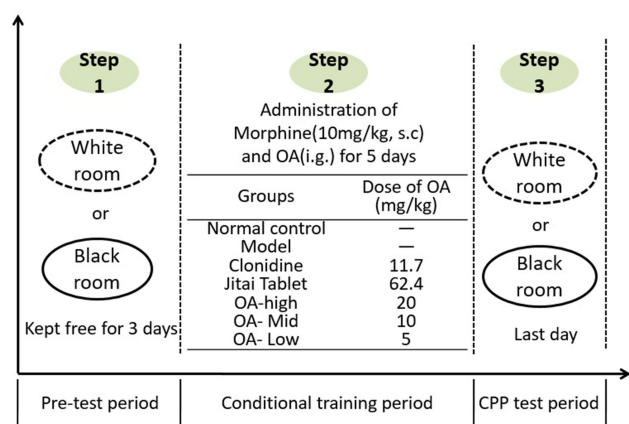 Step
1
White
room
or
Black
room
Kept free for 3 days
Step
2
Administration of
Morphine(10mg/kg, s.c)
and OA(i.g.) for 5 days
Groups Dose of OA
(mg/kg)
Normal control —
Model —
Clonidine 11.7
Jitai Tablet 62.4
OA-high 20
OA- Mid 10
OA- Low 5
Step
3
White
room
or
Black
room
Last day
Pre-test period Conditional training period CPP test period